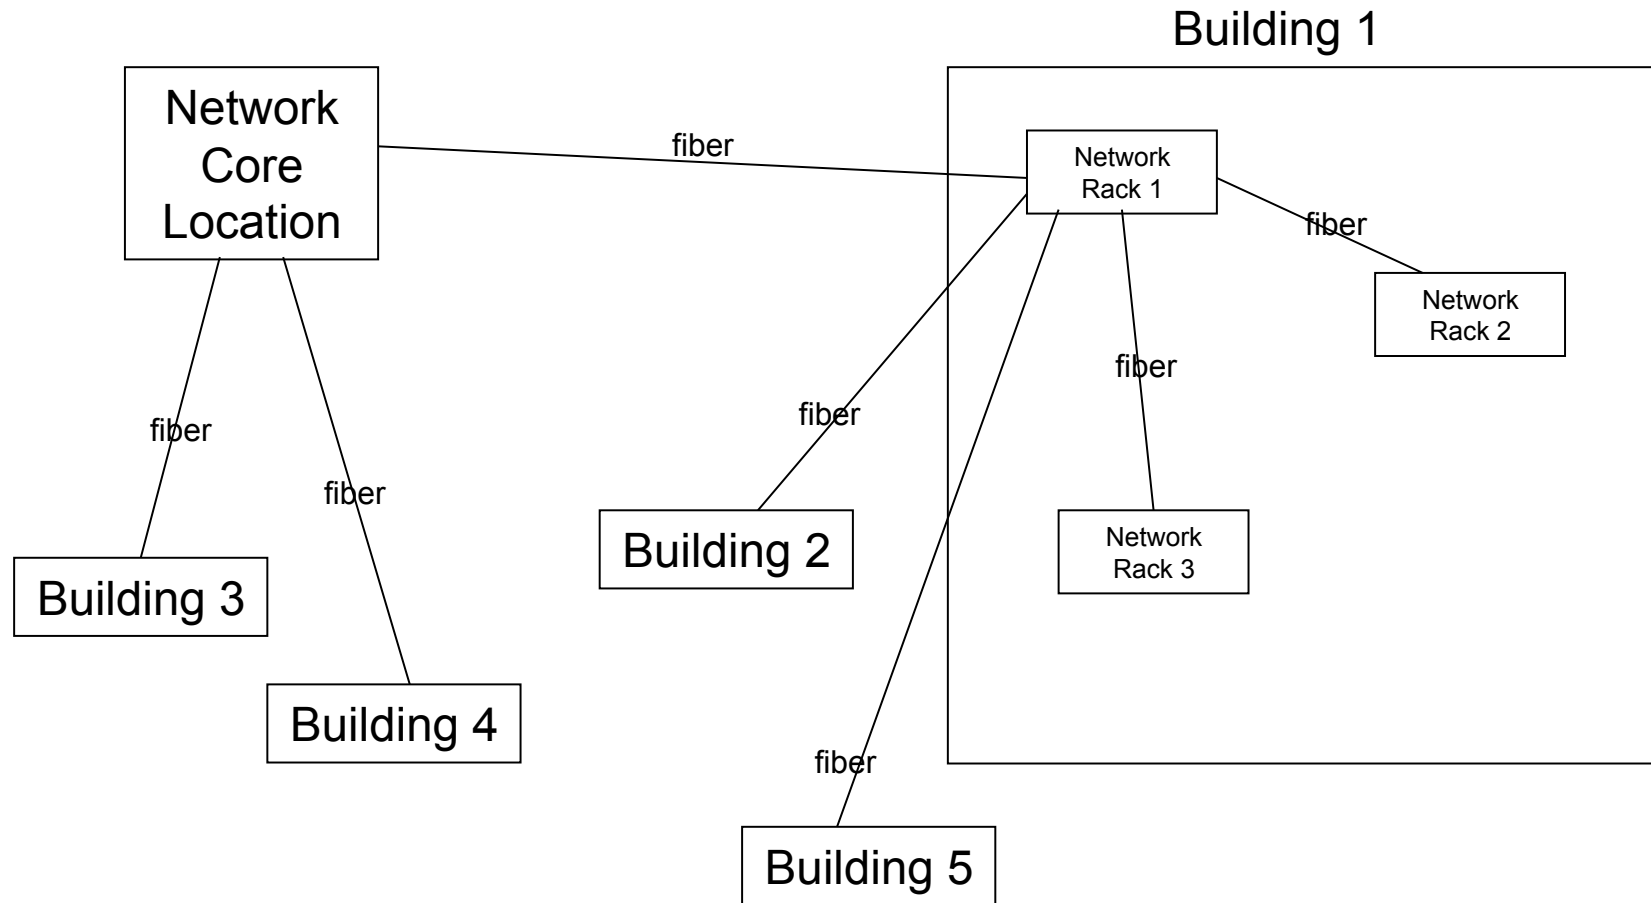 Building 1
Network
Core
Location
fiber
Network
Rack 1
fiber
Network
Rack 2
fiber
fiber
fiber
fiber
Building 2
Network
Rack 3
Building 3
Building 4
fiber
Building 5